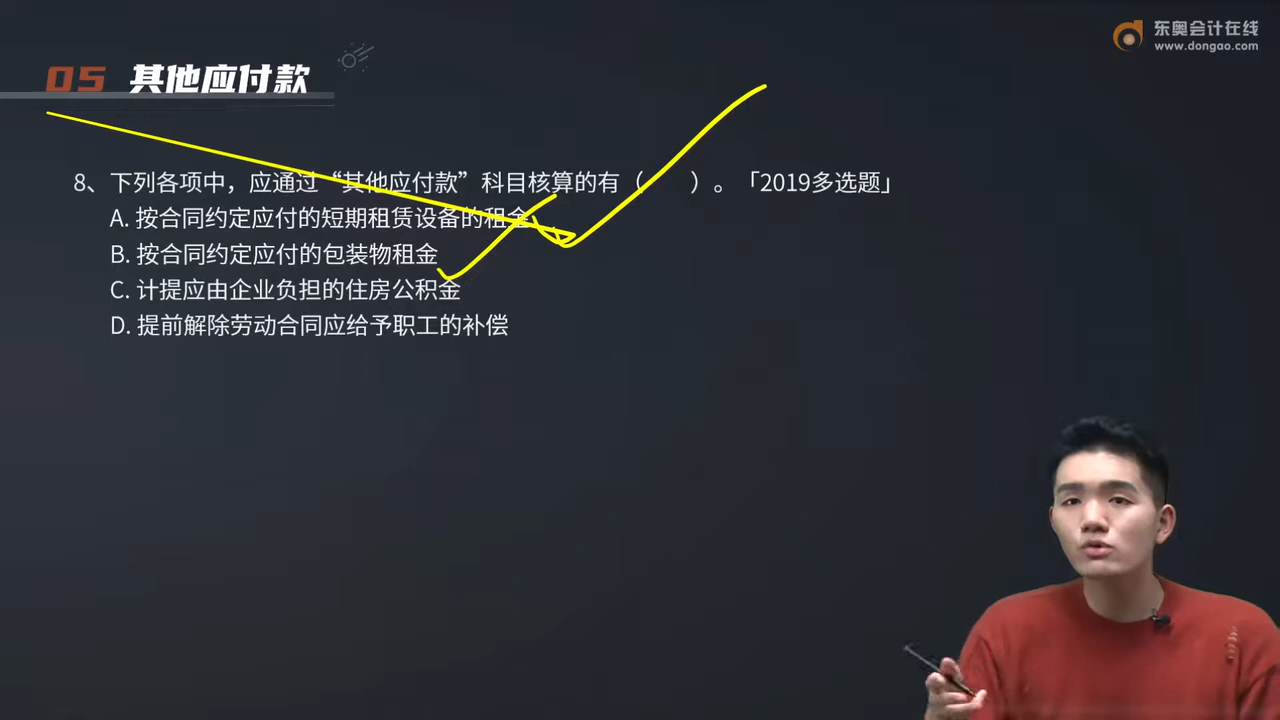 东奥会计在线
www.dongao.com
05 其他应付款
8、下列各项中，应通过“其他应付款”科目核算的有（　　）。「2019多选题」
A. 按合同约定应付的短期租赁设备的租金
B. 按合同约定应付的包装物租金
C. 计提应由企业负担的住房公积金
D. 提前解除劳动合同应给予职工的补偿